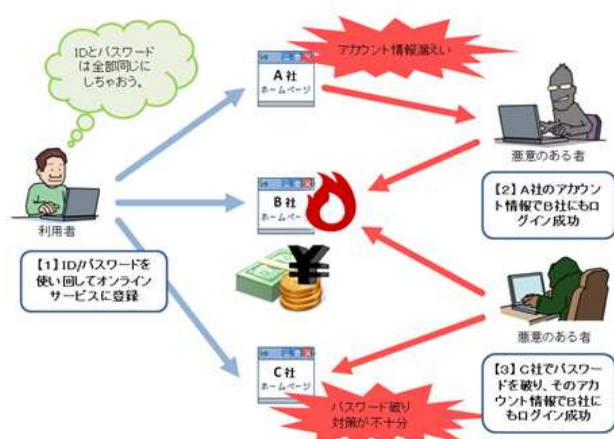 IDとパスワード
は全部同じに
しちゃおう。
利用者
【1】ID/パスワードを
使い回してオンライン
サービスに登録
A社
ホームページ
アカウント情報漏えい
悪意のある者
【2】A社のアカウン
ト情報でB社にもロ
グイン成功
B社
ホームページ
¥
悪意のある者
【3】C社でパスワー
ドを破り、そのアカ
ウント情報でB社に
もログイン成功
C社
ホームページ
パスワード破り
対策が不十分